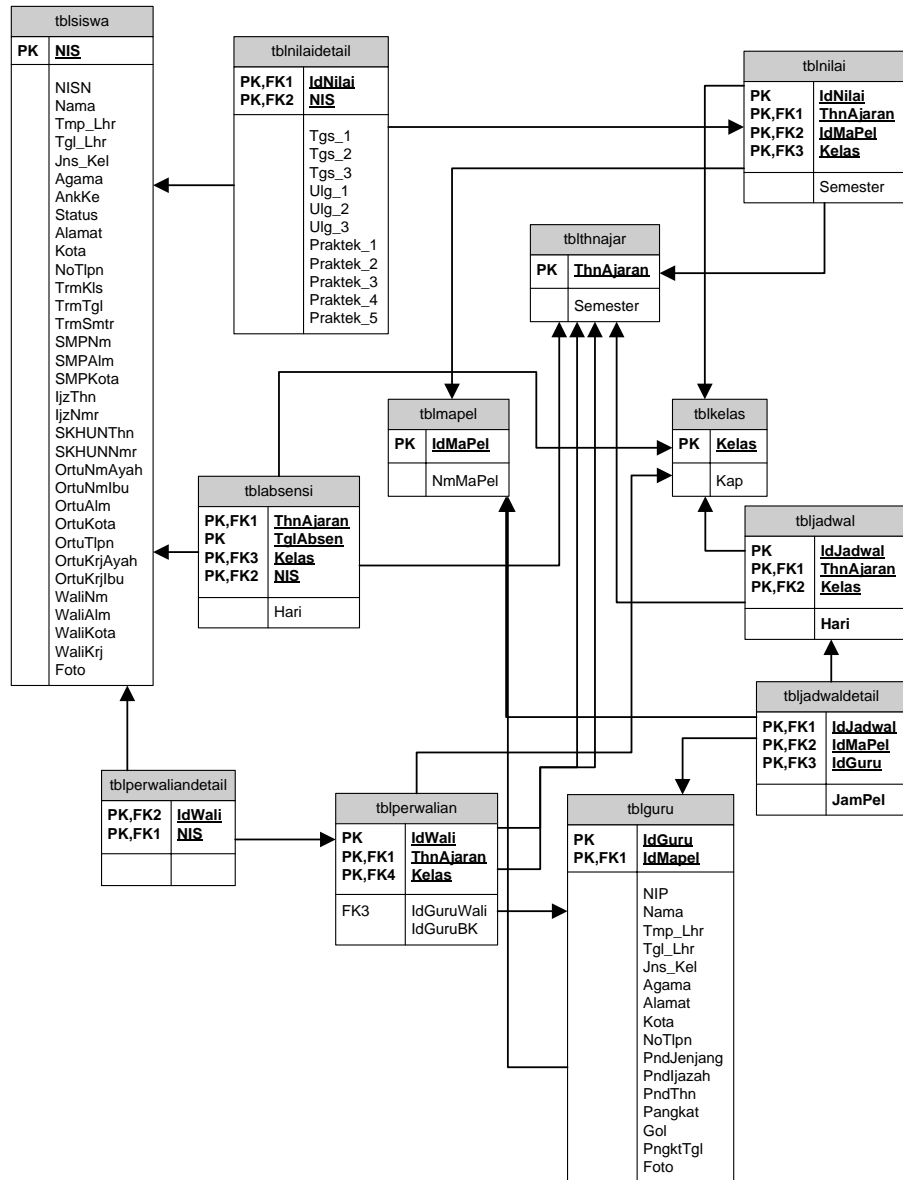 tblsiswa
PK NIS
NISN
Nama
Tmp_Lhr
Tgl_Lhr
Jns_Kel
Agama
AnkKe
Status
Alamat
Kota
NoTlpn
TrmKls
TrmTgl
TrmSmtr
SMPNm
SMPAlm
SMPKota
IjzThn
IjzNmr
SKHUNThn
SKHUNNmr
OrtuNmAyah
OrtuNmIbu
OrtuAlm
OrtuKota
OrtuTlpn
OrtuKrjAyah
OrtuKrjIbu
WaliNm
WaliAlm
WaliKota
WaliKrj
Foto
tblnilaidetail
PK,FK1 IdNilai
PK,FK2 NIS
Tgs_1
Tgs_2
Tgs_3
Ulg_1
Ulg_2
Ulg_3
Praktek_1
Praktek_2
Praktek_3
Praktek_4
Praktek_5
tblnilai
PK IdNilai
PK,FK1 ThnAjaran
PK,FK2 IdMaPel
PK,FK3 Kelas
Semester
tblthnajar
PK ThnAjaran
Semester
tblmapel
PK IdMaPel
NmMaPel
tblkelas
PK Kelas
Kap
tblabsensi
PK,FK1 ThnAjaran
PK TglAbsen
PK,FK3 Kelas
PK,FK2 NIS
Hari
tbljadwal
PK IdJadwal
PK,FK1 ThnAjaran
PK,FK2 Kelas
Hari
tbljadwaldetail
PK,FK1 IdJadwal
PK,FK2 IdMaPel
PK,FK3 IdGuru
JamPel
tblperwaliandetail
PK,FK2 IdWali
PK,FK1 NIS
tblperwalian
PK IdWali
PK,FK1 ThnAjaran
PK,FK4 Kelas
FK3 IdGuruWali
IdGuruBK
tblguru
PK IdGuru
PK,FK1 IdMapel
NIP
Nama
Tmp_Lhr
Tgl_Lhr
Jns_Kel
Agama
Alamat
Kota
NoTlpn
PndJenjang
PndIjazah
PndThn
Pangkat
Gol
PngktTgl
Foto